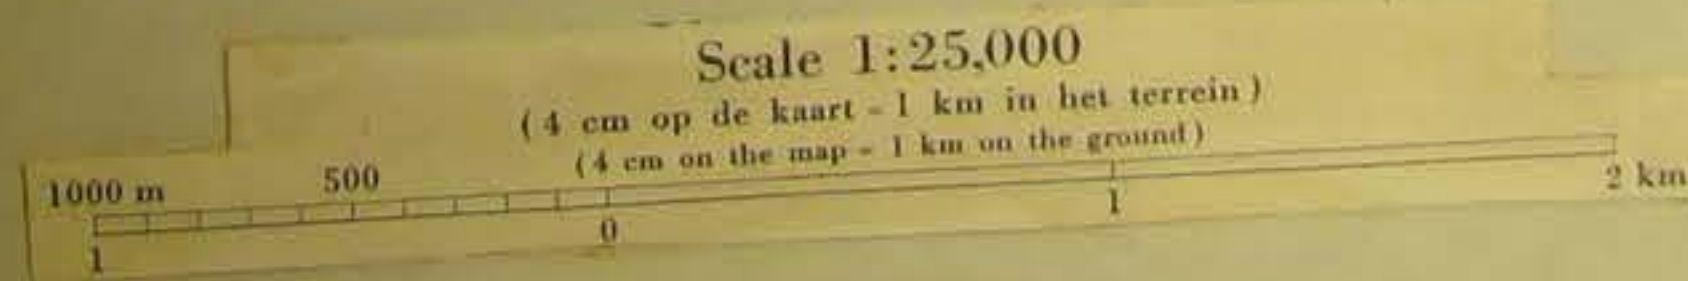 Scale 1:25,000
(4 cm op de kaart - 1 km in het terrein)
(4 cm on the map - 1 km on the ground)
1000 m 500 2 km
1 0 1